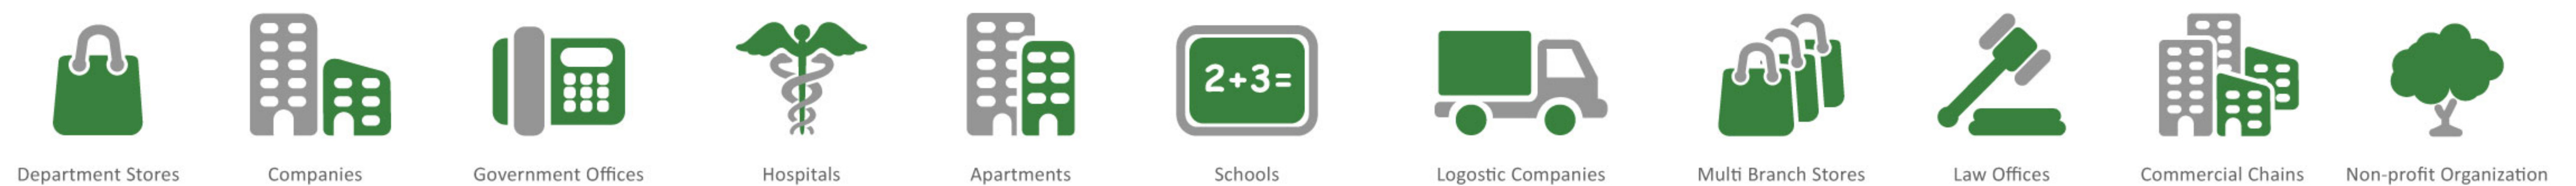 2+3=
Department Stores
Companies
Government Offices
Hospitals
Apartments
Schools
Logostic Companies
Multi Branch Stores
Law Offices
Commercial Chains
Non-profit Organization